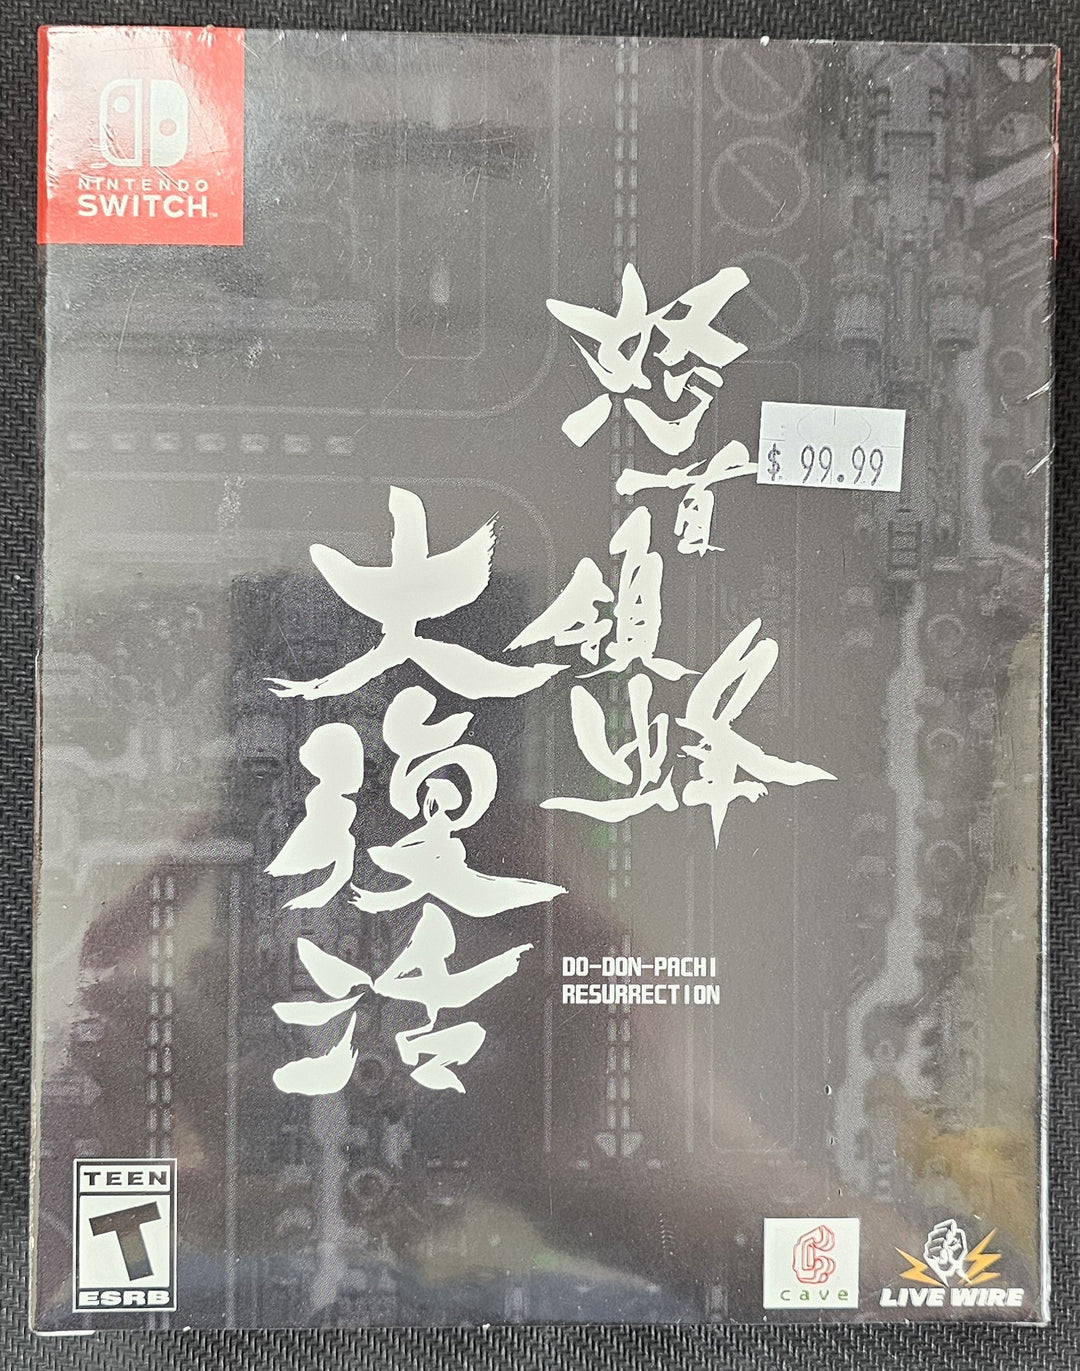 NINTENDO
SWITCH™
怒首領蜂
大復活
$ 99.99
DO-DON-PACHI
RESURRECTION
TEEN
T
ESRB
cave
LIVE WIRE